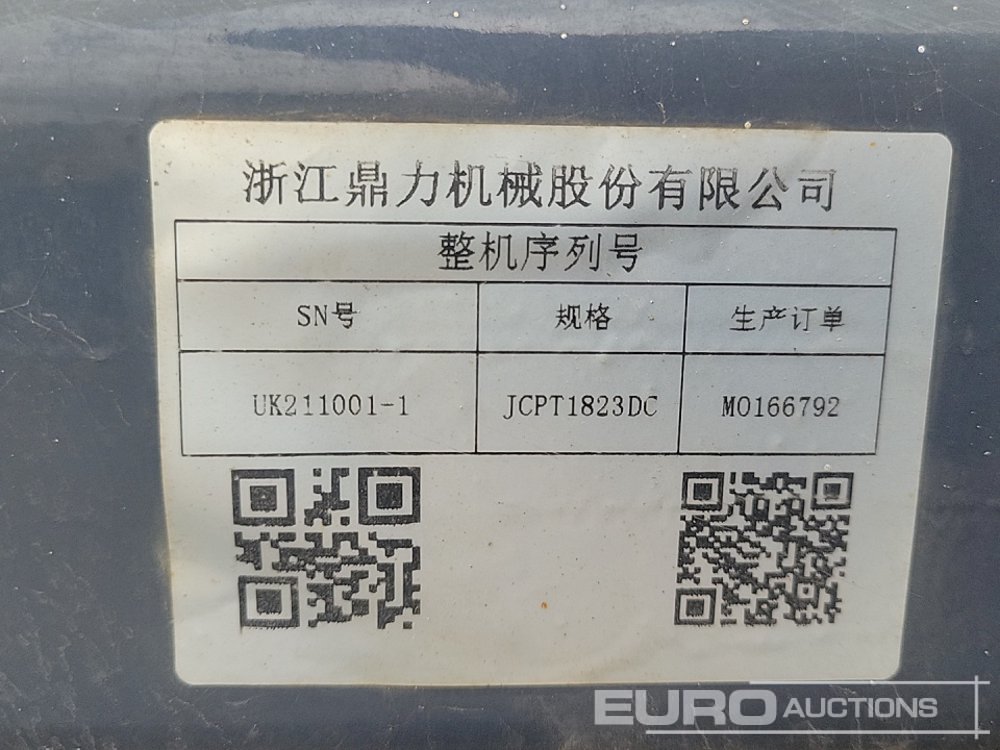 浙江鼎力机械股份有限公司
整机序列号
SN号 规格 生产订单
UK211001-1 JCPT1823DC MO166792
EURO AUCTIONS